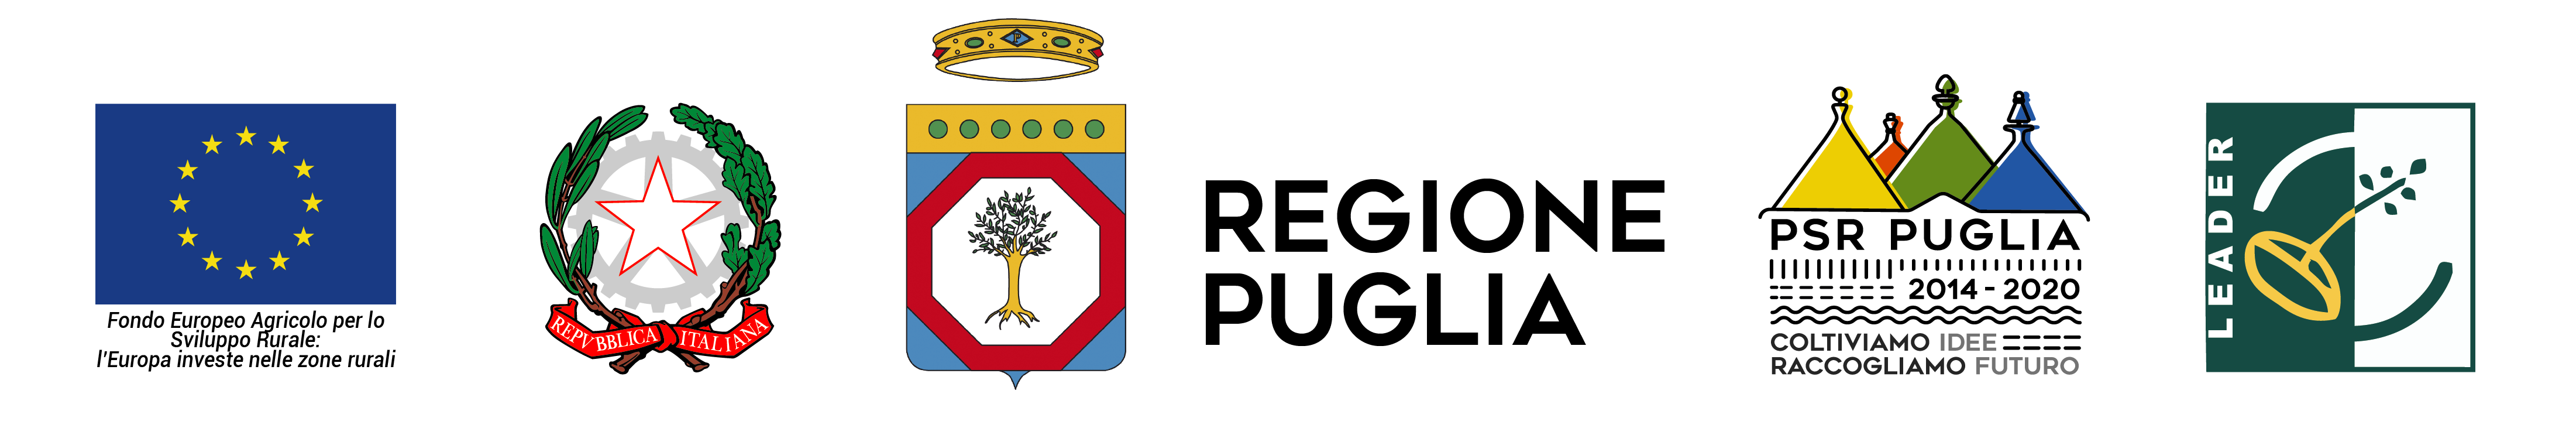 Fondo Europeo Agricolo per lo
Sviluppo Rurale:
l'Europa investe nelle zone rurali
REPVBBLICA ITALIANA
REGIONE
PUGLIA
PSR PUGLIA
2014 - 2020
COLTIVIAMO IDEE
RACCOGLIAMO FUTURO
LEADER